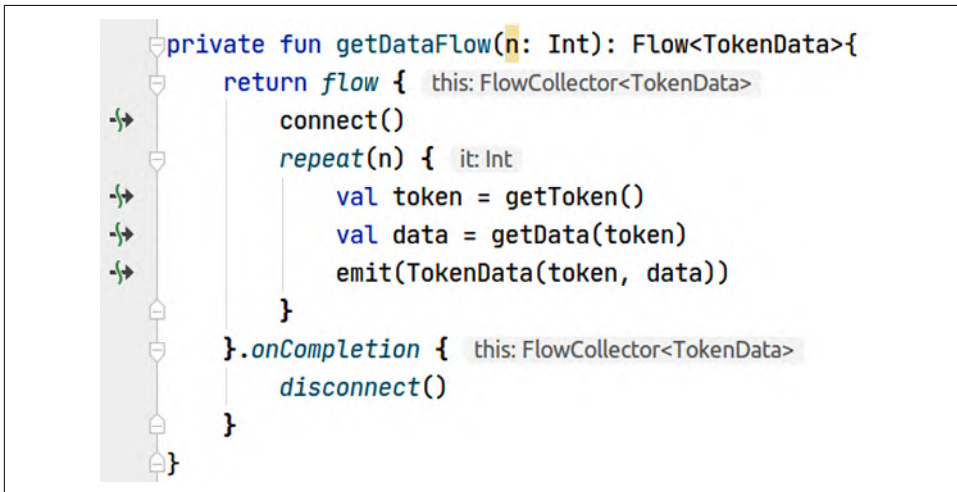 private fun getDataFlow(n: Int): Flow<TokenData>{
return flow { this: FlowCollector<TokenData>
connect()
repeat(n) { it: Int
val token = getToken()
val data = getData(token)
emit(TokenData(token, data))
}
}.onCompletion { this: FlowCollector<TokenData>
disconnect()
}
}